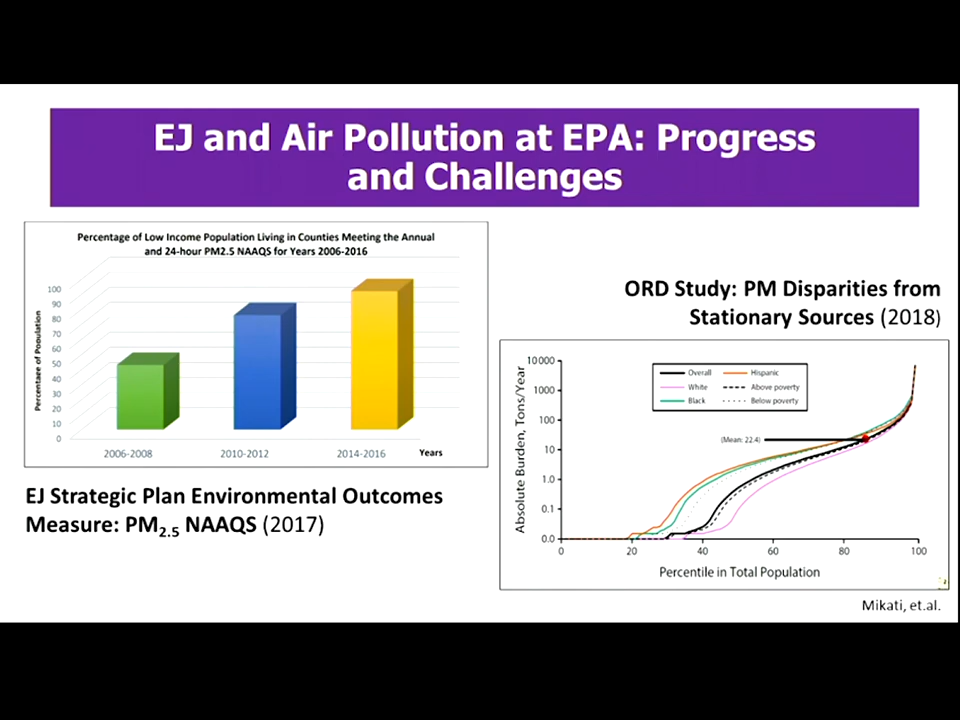 EJ and Air Pollution at EPA: Progress
and Challenges
Percentage of Low Income Population Living in Counties Meeting the Annual
and 24-hour PM2.5 NAAQS for Years 2006-2016
Percentage of Population
100
90
80
70
60
50
40
30
20
10
0
2006-2008
2010-2012
2014-2016
Years
EJ Strategic Plan Environmental Outcomes
Measure: PM2.5 NAAQS (2017)
ORD Study: PM Disparities from
Stationary Sources (2018)
Absolute Burden, Tons/Year
10 000
1000
100
10
1.0
0.1
0.0
Overall
Hispanic
White
Above poverty
Black
Below poverty
(Mean: 22.4)
0
20
40
60
80
100
Percentile in Total Population
Mikati, et.al.